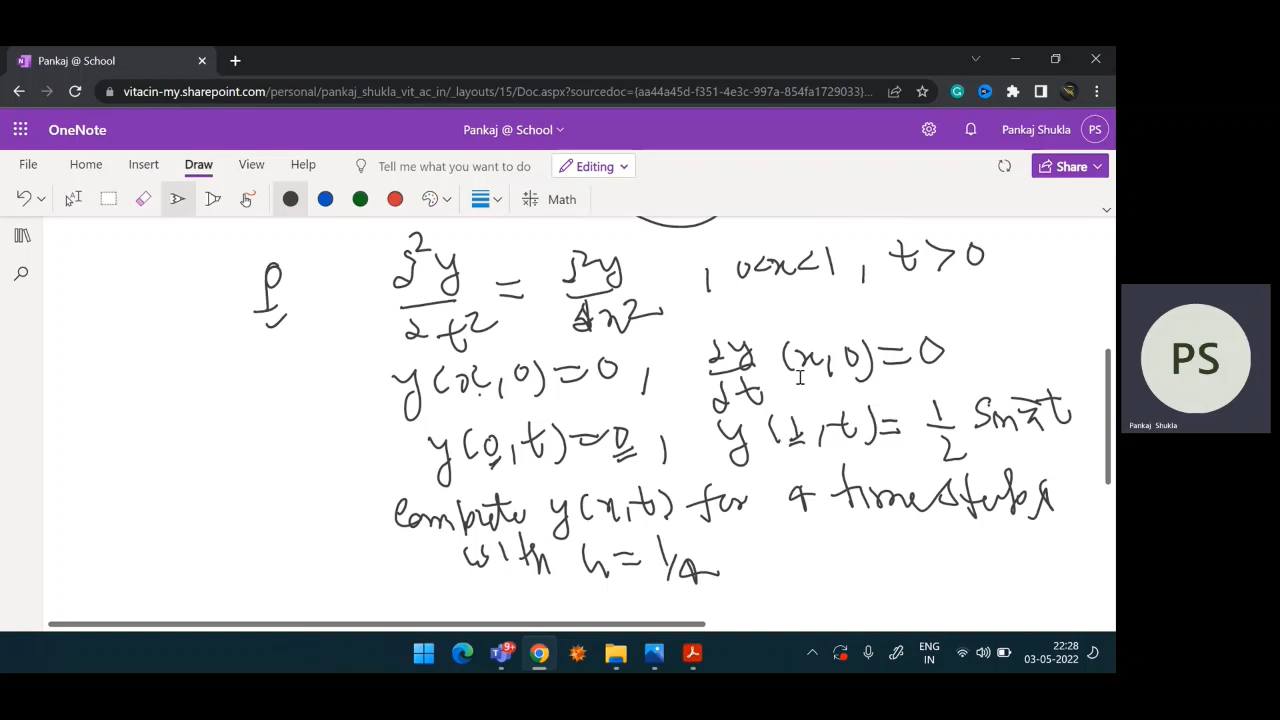 Pankaj @ School
vitacin-my.sharepoint.com/personal/pankaj_shukla_vit_ac_in/_layouts/15/Doc.aspx?sourcedoc={aa44a45d-f351-4e3c-997a-854fa1729033}...
OneNote
Pankaj @ School
Pankaj Shukla
PS
File Home Insert Draw View Help Tell me what you want to do Editing Share
Math
∂²y/∂t² = ∂²y/∂x² , 0<x<1, t>0
y(x,0)=0, ∂y/∂t (x,0)=0
y(0,t)=0, y(1,t)=1/2 Sin πt
compute y(x,t) for 4 time steps
with h=1/4
PS
Pankaj Shukla
9+
ENG
IN
22:28
03-05-2022